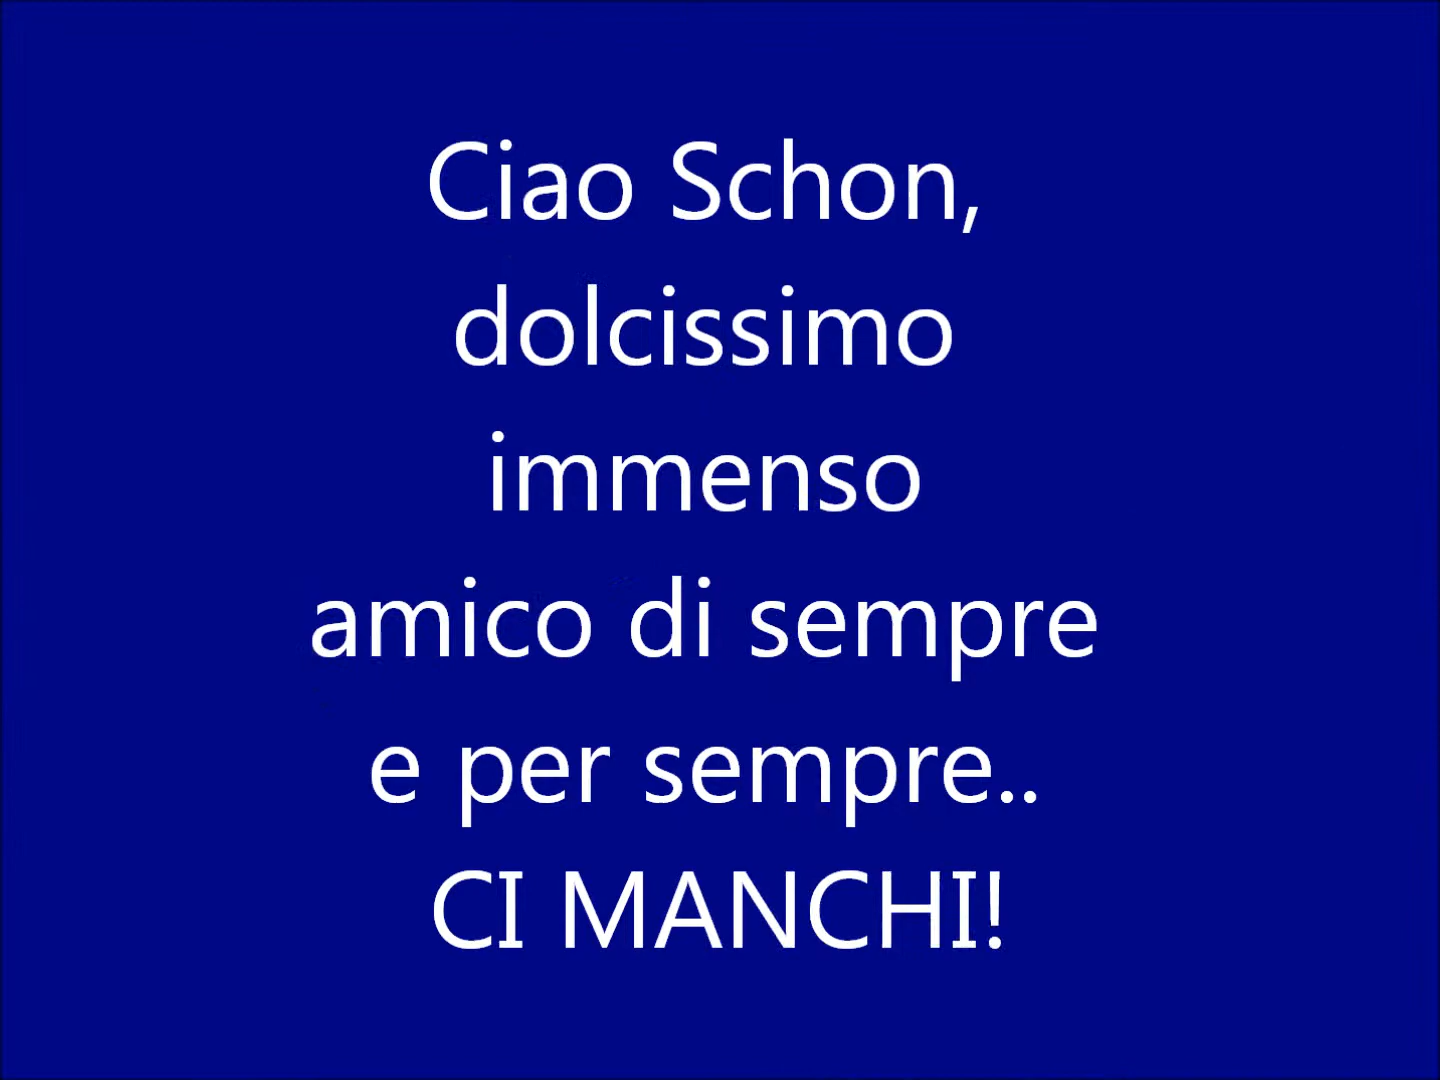 Ciao Schon,
dolcissimo
immenso
amico di sempre
e per sempre..
CI MANCHI!